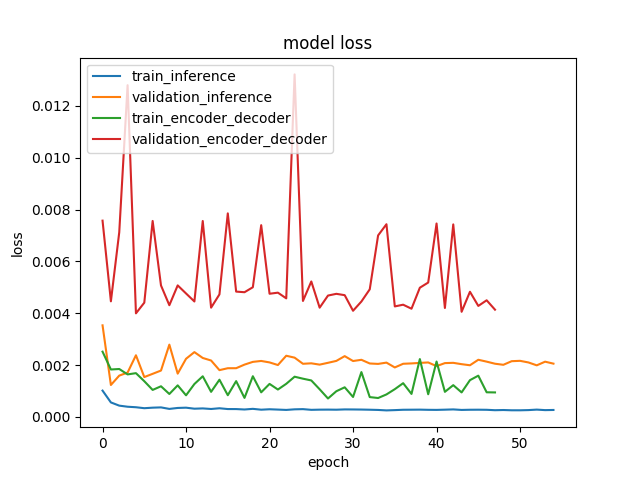 model loss
train_inference
validation_inference
train_encoder_decoder
validation_encoder_decoder
loss
0.012
0.010
0.008
0.006
0.004
0.002
0.000
0 10 20 30 40 50
epoch